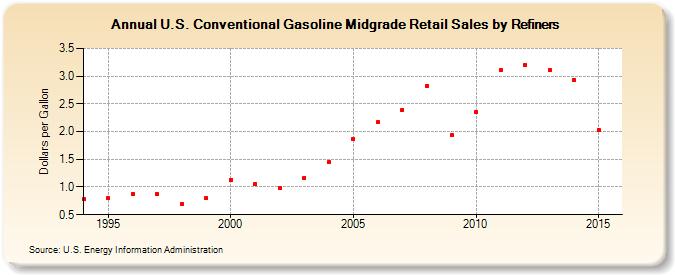 Annual U.S. Conventional Gasoline Midgrade Retail Sales by Refiners
Dollars per Gallon
3.5
3.0
2.5
2.0
1.5
1.0
0.5
1995 2000 2005 2010 2015
Source: U.S. Energy Information Administration